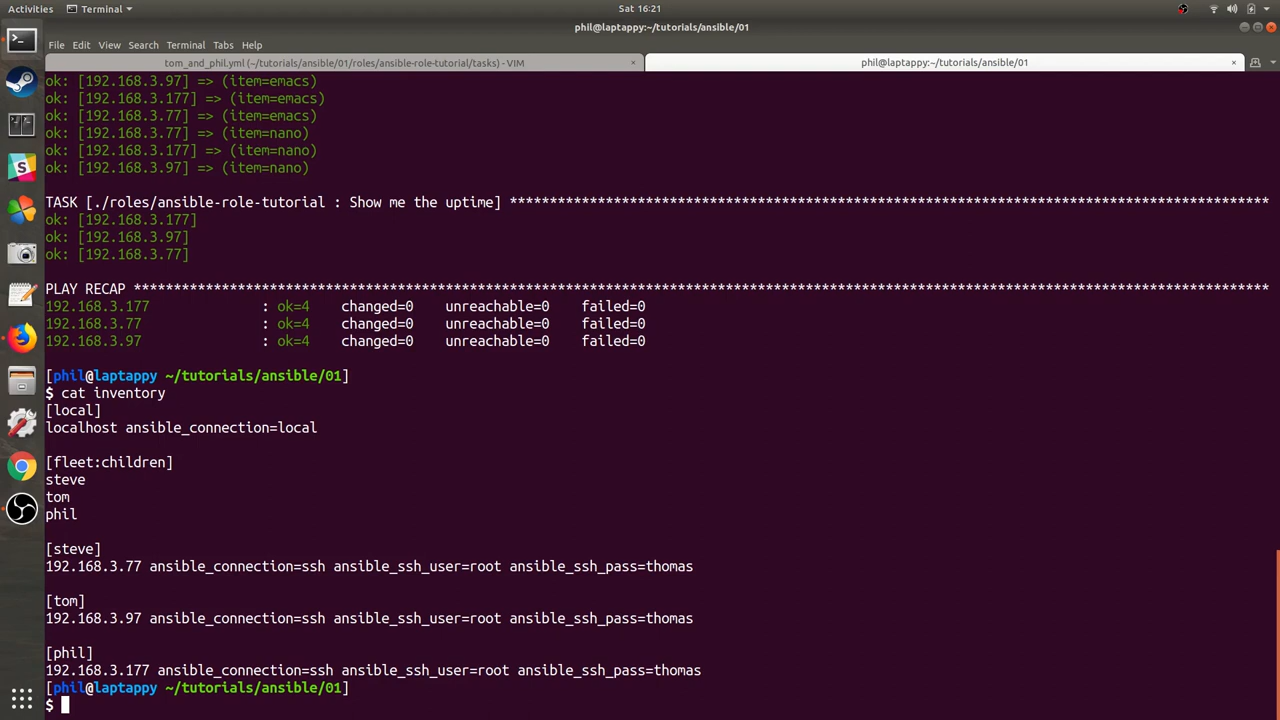 Activities Terminal Sat 16:21
phil@laptappy:~/tutorials/ansible/01
File Edit View Search Terminal Tabs Help
tom_and_phil.yml (~/tutorials/ansible/01/roles/ansible-role-tutorial/tasks) - VIM × phil@laptappy:~/tutorials/ansible/01 ×
ok: [192.168.3.97] => (item=emacs)
ok: [192.168.3.177] => (item=emacs)
ok: [192.168.3.77] => (item=emacs)
ok: [192.168.3.77] => (item=nano)
ok: [192.168.3.177] => (item=nano)
ok: [192.168.3.97] => (item=nano)
TASK [./roles/ansible-role-tutorial : Show me the uptime] ***********************************************************************************************
ok: [192.168.3.177]
ok: [192.168.3.97]
ok: [192.168.3.77]
PLAY RECAP **********************************************************************************************************************************************
192.168.3.177 : ok=4 changed=0 unreachable=0 failed=0
192.168.3.77 : ok=4 changed=0 unreachable=0 failed=0
192.168.3.97 : ok=4 changed=0 unreachable=0 failed=0
[phil@laptappy ~/tutorials/ansible/01]
$ cat inventory
[local]
localhost ansible_connection=local
[fleet:children]
steve
tom
phil
[steve]
192.168.3.77 ansible_connection=ssh ansible_ssh_user=root ansible_ssh_pass=thomas
[tom]
192.168.3.97 ansible_connection=ssh ansible_ssh_user=root ansible_ssh_pass=thomas
[phil]
192.168.3.177 ansible_connection=ssh ansible_ssh_user=root ansible_ssh_pass=thomas
[phil@laptappy ~/tutorials/ansible/01]
$